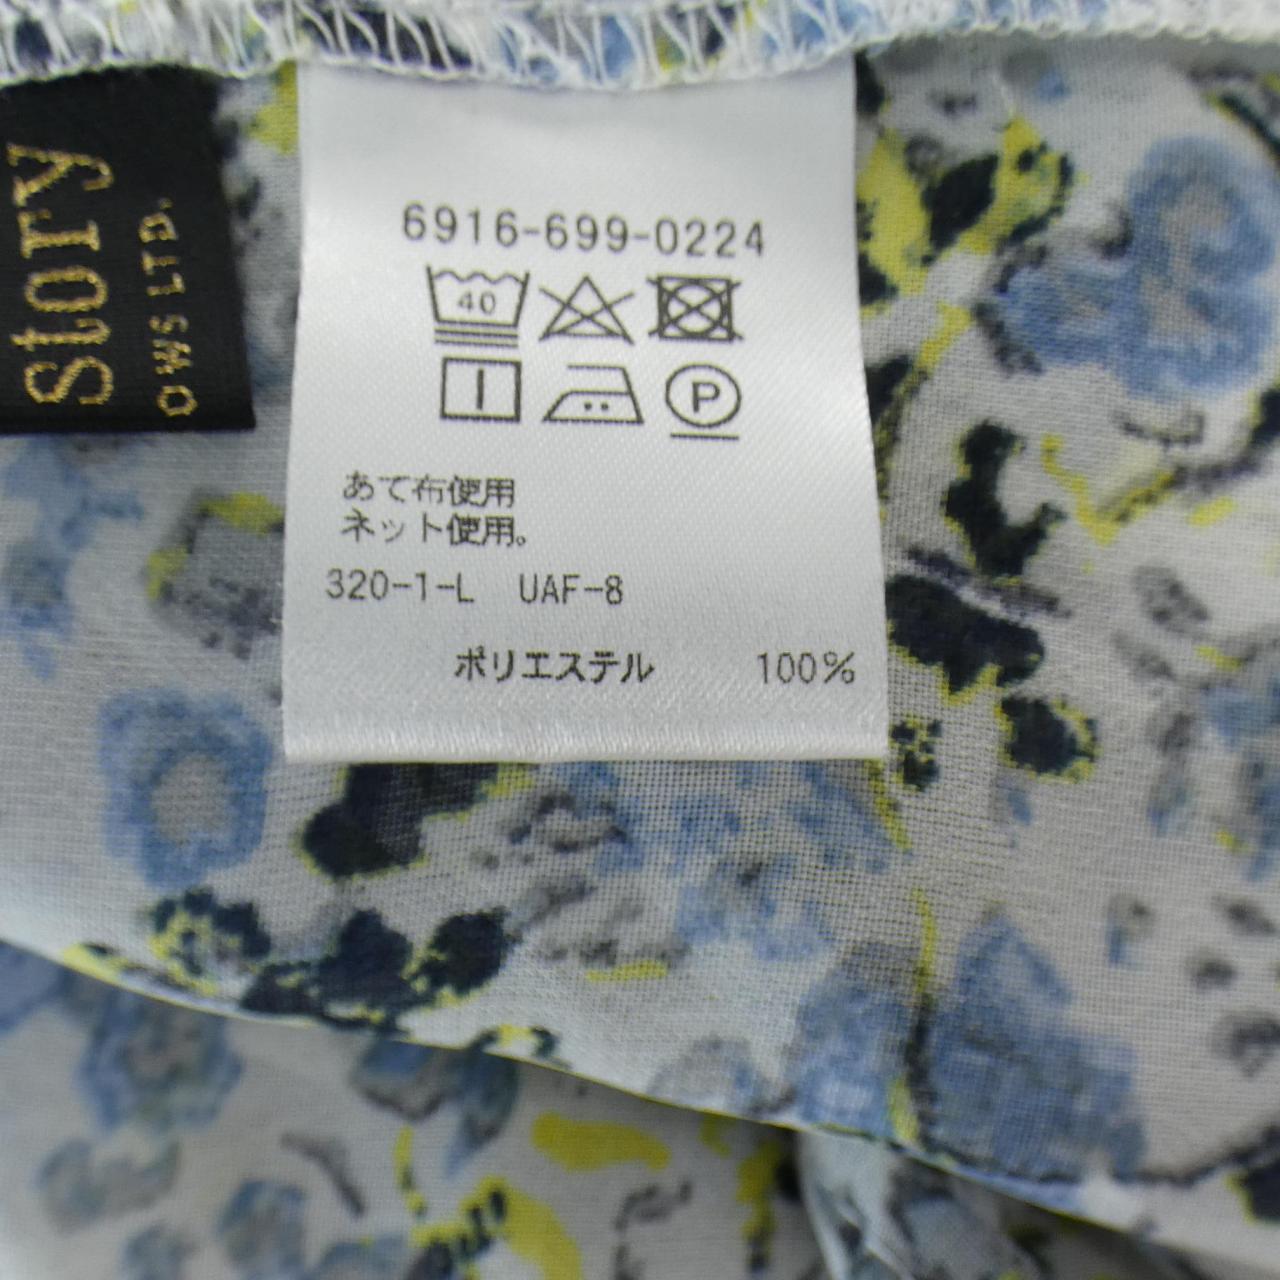 Story
OWS LTD.
6916-699-0224
40
P
あて布使用
ネット使用。
320-1-L UAF-8
ポリエステル 100%